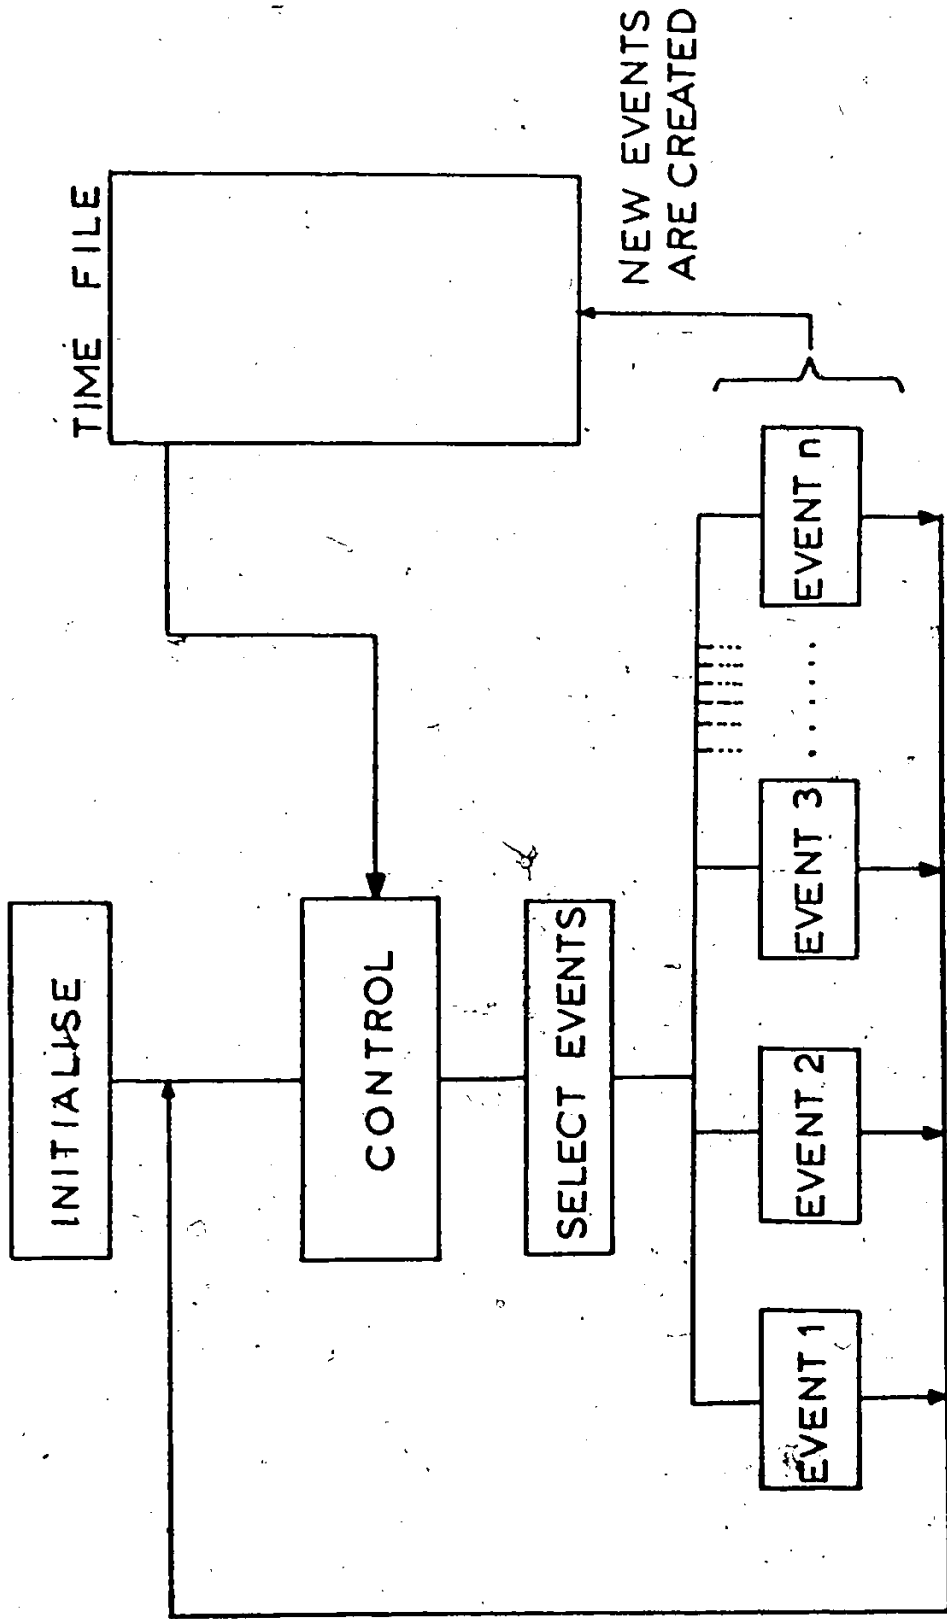 INITIALISE
TIME FILE
CONTROL
SELECT EVENTS
NEW EVENTS
ARE CREATED
EVENT 1
EVENT 2
EVENT 3
......
EVENT n